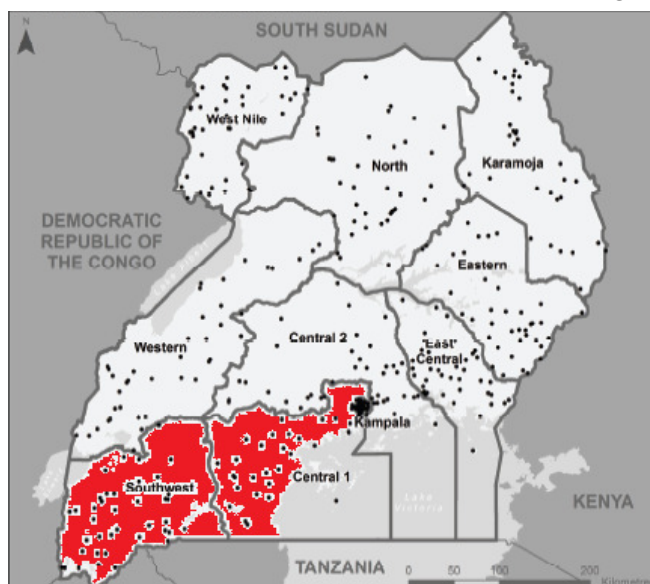 N
SOUTH SUDAN
West Nile
North
Karamoja
DEMOCRATIC
REPUBLIC OF
THE CONGO
Eastern
Central 2
East
Central
Western
Kampala
Southwest
Central 1
Lake
Victoria
KENYA
TANZANIA
0 50 100 200